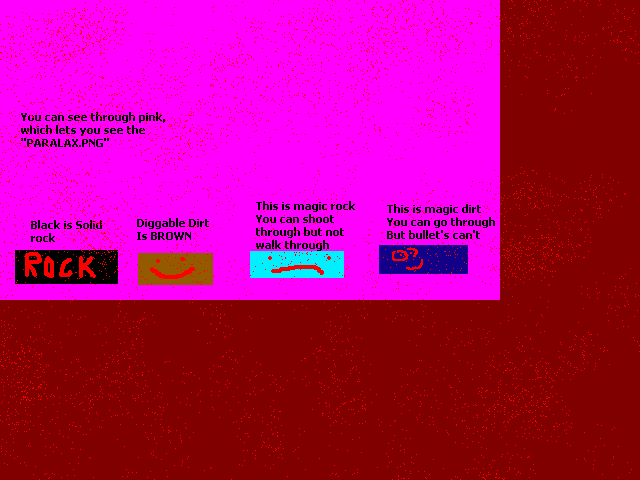 You can see through pink,
which lets you see the
"PARALAX.PNG"
Black is Solid
rock
Diggable Dirt
Is BROWN
This is magic rock
You can shoot
through but not
walk through
This is magic dirt
You can go through
But bullet's can't
ROCK